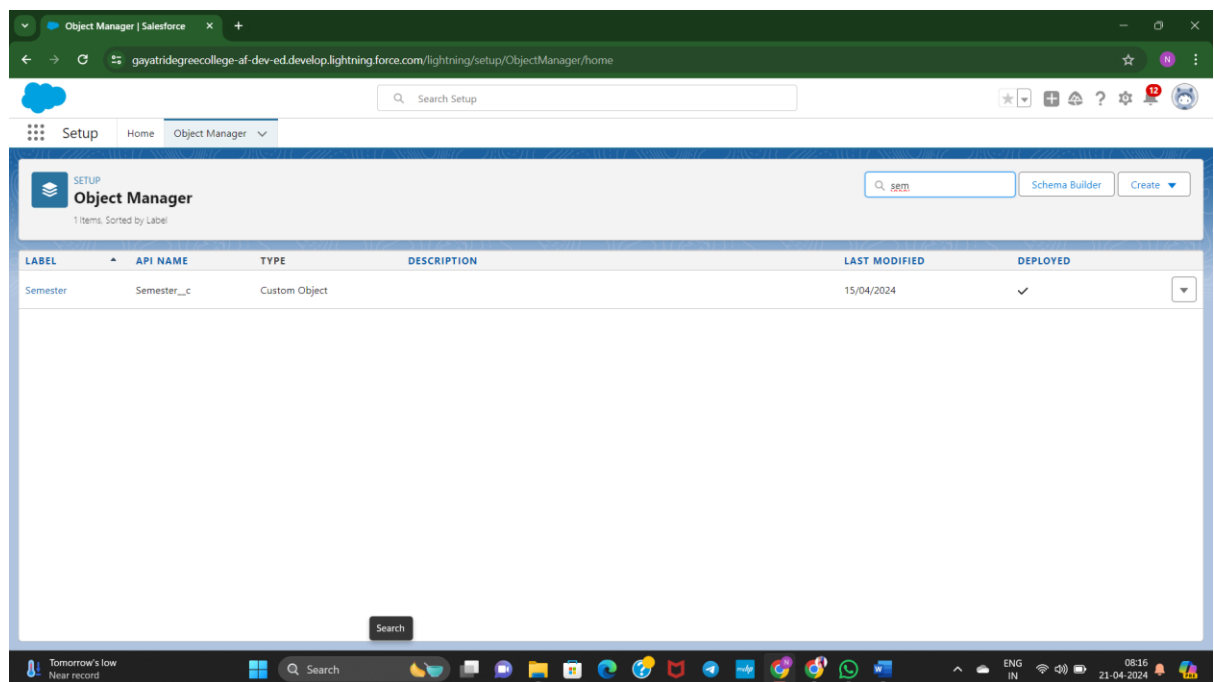 Object Manager | Salesforce
gayatridegreecollege-af-dev-ed.develop.lightning.force.com/lightning/setup/ObjectManager/home
N
Search Setup
12
Setup Home Object Manager
SETUP
Object Manager
1 Items. Sorted by Label
sem
Schema Builder
Create
LABEL API NAME TYPE DESCRIPTION LAST MODIFIED DEPLOYED
Semester Semester__c Custom Object 15/04/2024
Search
Tomorrow's low
Near record
Search
ENG
IN
08:16
21-04-2024